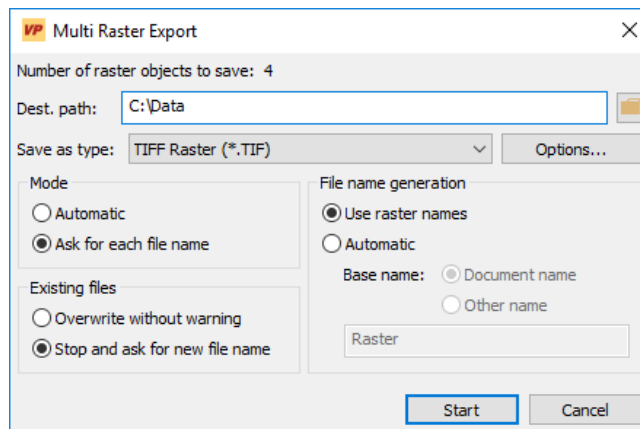 VP Multi Raster Export
Number of raster objects to save: 4
Dest. path: C:\Data
Save as type: TIFF Raster (*.TIF) Options...
Mode
Automatic
Ask for each file name
Existing files
Overwrite without warning
Stop and ask for new file name
File name generation
Use raster names
Automatic
Base name: Document name
Other name
Raster
Start Cancel